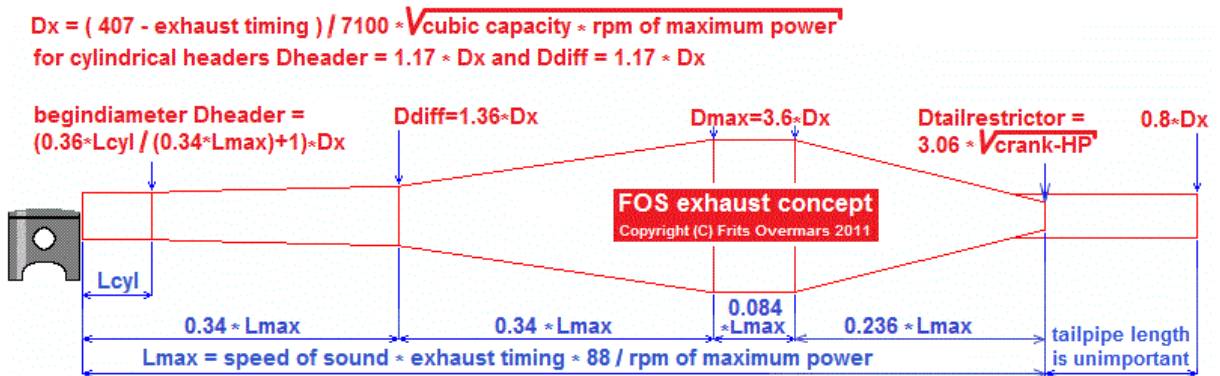 Dx = ( 407 - exhaust timing ) / 7100 * √cubic capacity * rpm of maximum power
for cylindrical headers Dheader = 1.17 * Dx and Ddiff = 1.17 * Dx
begindiameter Dheader =
(0.36*Lcyl / (0.34*Lmax)+1)*Dx
Ddiff=1.36*Dx
Dmax=3.6*Dx
Dtailrestrictor =
3.06 * √crank-HP
0.8*Dx
FOS exhaust concept
Copyright (C) Frits Overmars 2011
Lcyl
0.34 * Lmax
0.34 * Lmax
0.084
*Lmax
0.236 * Lmax
tailpipe length
is unimportant
Lmax = speed of sound * exhaust timing * 88 / rpm of maximum power